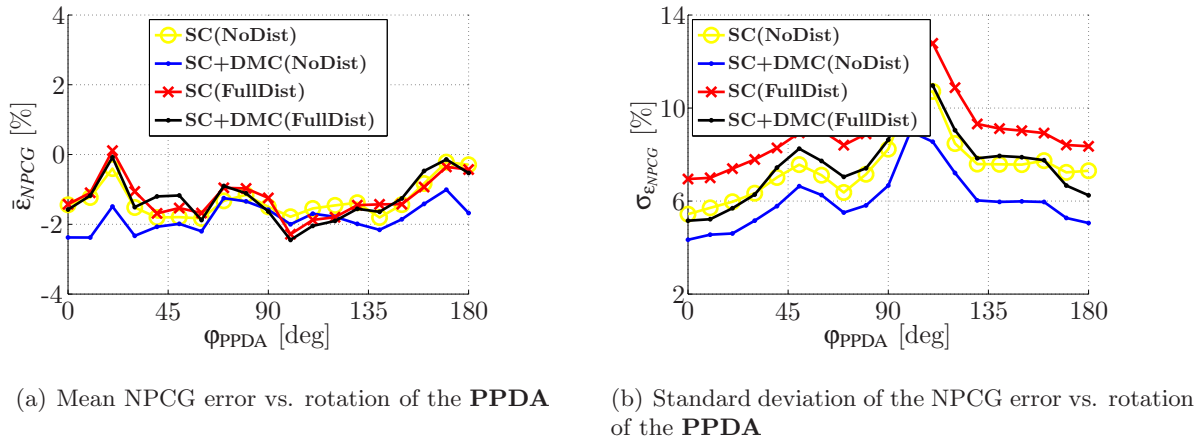 4
2
0
-2
-4
ε̄NPCG [%]
SC(NoDist)
SC+DMC(NoDist)
SC(FullDist)
SC+DMC(FullDist)
0 45 90 135 180
φPPDA [deg]
(a) Mean NPCG error vs. rotation of the PPDA
14
10
6
2
σεNPCG [%]
SC(NoDist)
SC+DMC(NoDist)
SC(FullDist)
SC+DMC(FullDist)
0 45 90 135 180
φPPDA [deg]
(b) Standard deviation of the NPCG error vs. rotation
of the PPDA